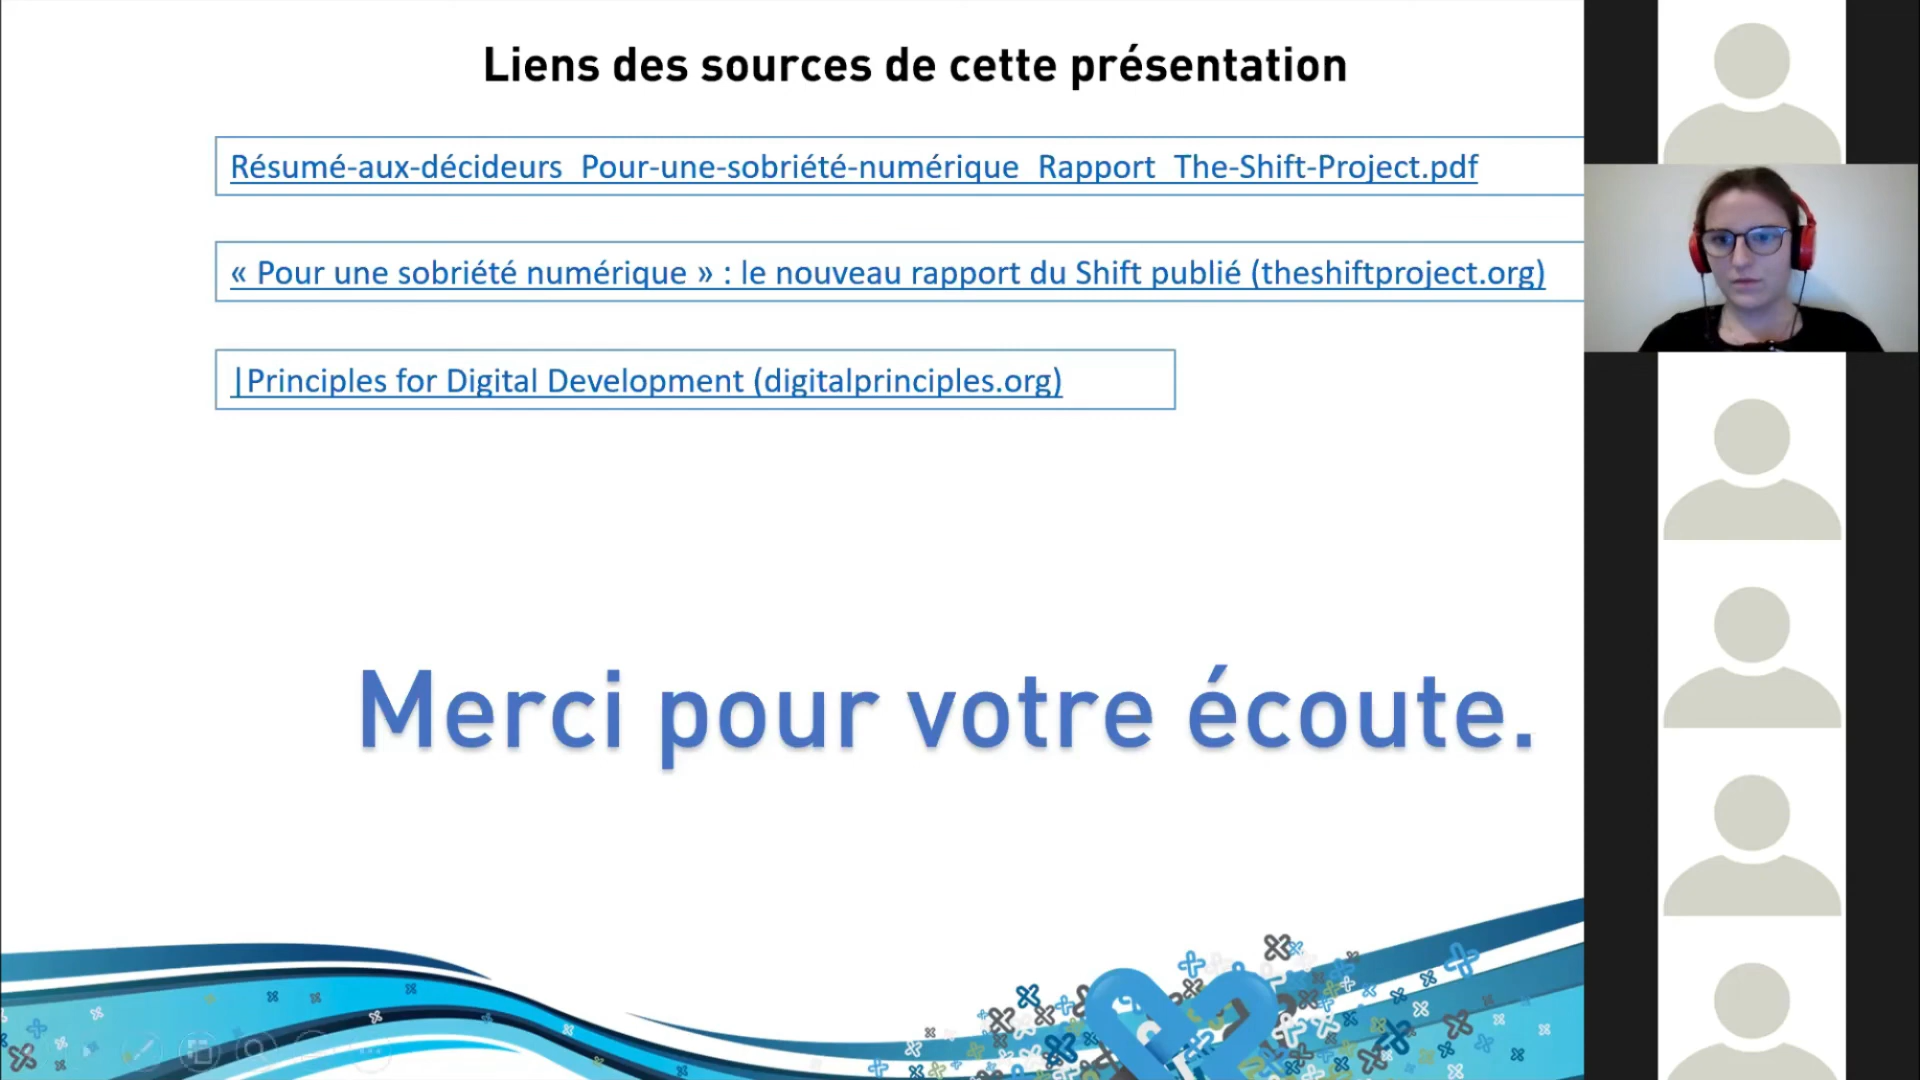 Liens des sources de cette présentation
Résumé-aux-décideurs_Pour-une-sobriété-numérique_Rapport_The-Shift-Project.pdf
« Pour une sobriété numérique » : le nouveau rapport du Shift publié (theshiftproject.org)
|Principles for Digital Development (digitalprinciples.org)
Merci pour votre écoute.